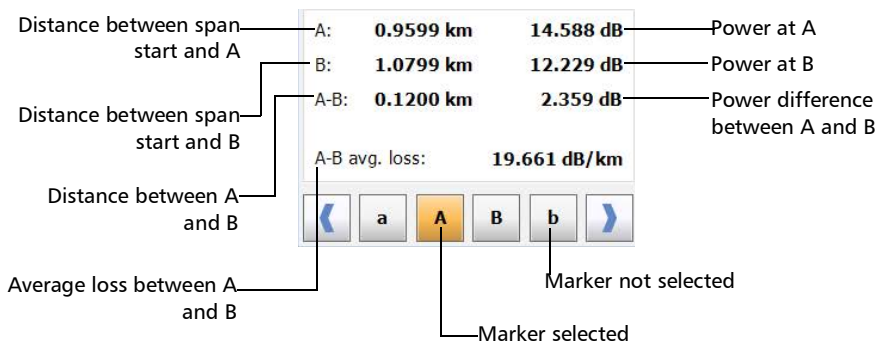 Distance between span
start and A
A: 0.9599 km 14.588 dB
Power at A
B: 1.0799 km 12.229 dB
Power at B
Distance between span
start and B
A-B: 0.1200 km 2.359 dB
Power difference
between A and B
A-B avg. loss: 19.661 dB/km
Distance between A
and B
a A B b
Average loss between A
and B
Marker not selected
Marker selected